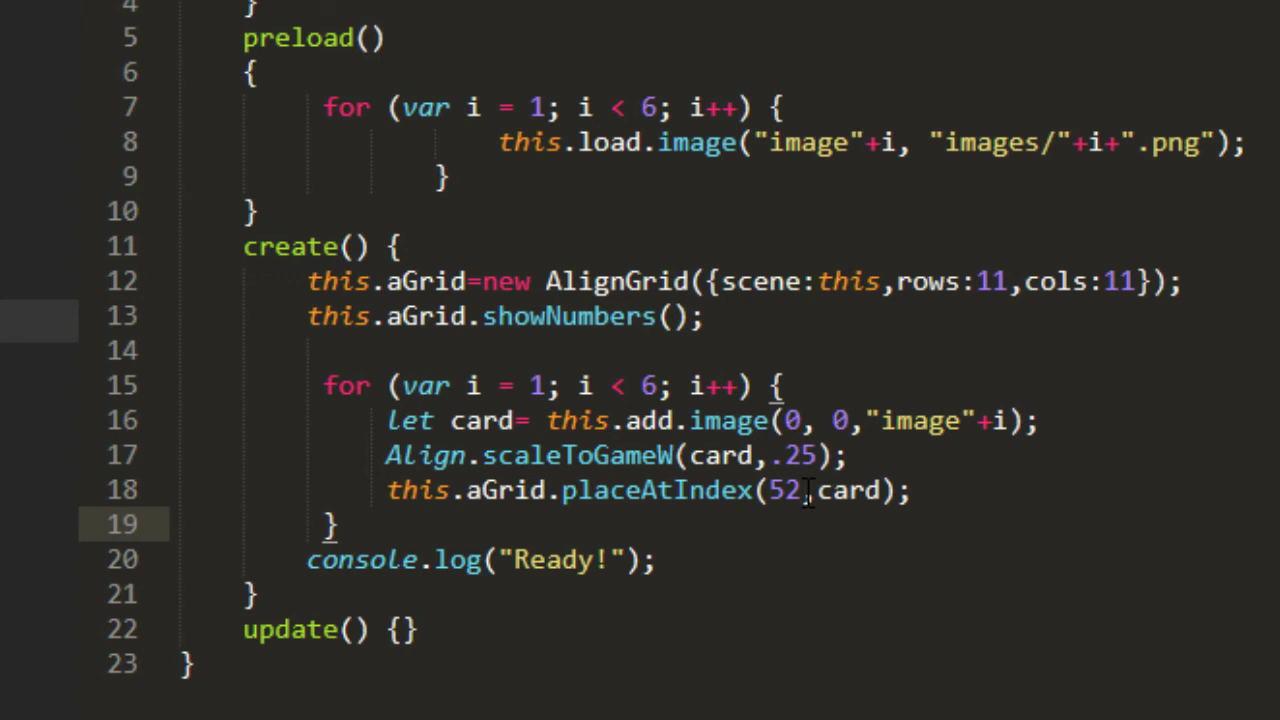 4 }
5 preload()
6 {
7 for (var i = 1; i < 6; i++) {
8 this.load.image("image"+i, "images/"+i+".png");
9 }
10 }
11 create() {
12 this.aGrid=new AlignGrid({scene:this,rows:11,cols:11});
13 this.aGrid.showNumbers();
14
15 for (var i = 1; i < 6; i++) {
16 let card= this.add.image(0, 0,"image"+i);
17 Align.scaleToGameW(card,.25);
18 this.aGrid.placeAtIndex(52,card);
19 }
20 console.log("Ready!");
21 }
22 update() {}
23 }